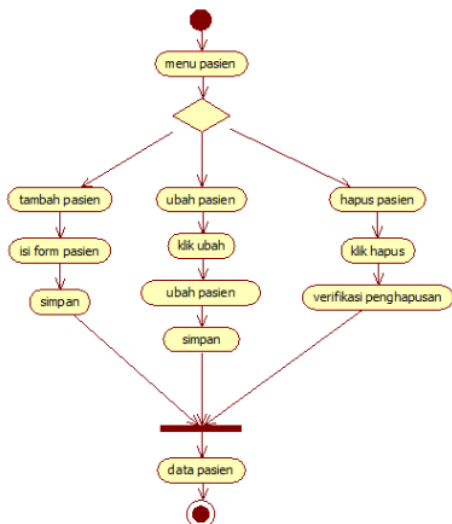 menu pasien
tambah pasien
ubah pasien
hapus pasien
isi form pasien
klik ubah
klik hapus
simpan
ubah pasien
verifikasi penghapusan
simpan
data pasien